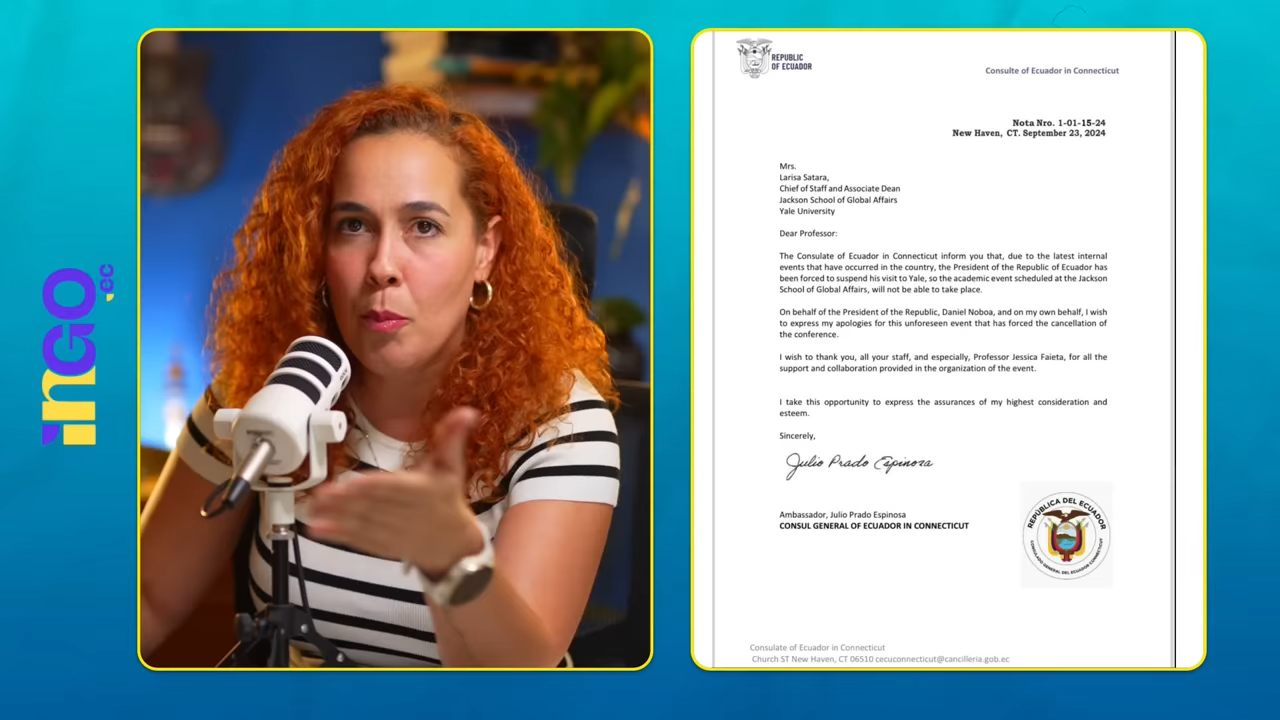 inGO
.cc
REPUBLIC
OF ECUADOR
Consulte of Ecuador in Connecticut
Nota Nro. 1-01-15-24
New Haven, CT. September 23, 2024
Mrs.
Larisa Satara,
Chief of Staff and Associate Dean
Jackson School of Global Affairs
Yale University
Dear Professor:
The Consulate of Ecuador in Connecticut inform you that, due to the latest internal
events that have occurred in the country, the President of the Republic of Ecuador has
been forced to suspend his visit to Yale, so the academic event scheduled at the Jackson
School of Global Affairs, will not be able to take place.
On behalf of the President of the Republic, Daniel Noboa, and on my own behalf, I wish
to express my apologies for this unforeseen event that has forced the cancellation of
the conference.
I wish to thank you, all your staff, and especially, Professor Jessica Faieta, for all the
support and collaboration provided in the organization of the event.
I take this opportunity to express the assurances of my highest consideration and
esteem.
Sincerely,
Julio Prado Espinosa
Ambassador, Julio Prado Espinosa
CONSUL GENERAL OF ECUADOR IN CONNECTICUT
REPÚBLICA DEL ECUADOR
CONSULADO GENERAL DEL ECUADOR CONNECTICUT
Consulate of Ecuador in Connecticut
Church ST New Haven, CT 06510 cecuconnecticut@cancilleria.gob.ec